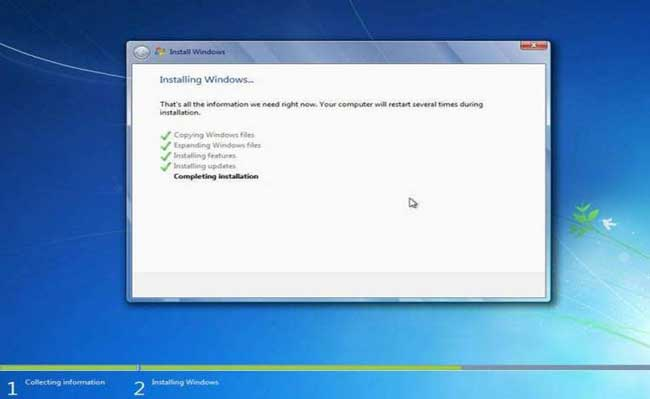 Install Windows
Installing Windows...
That's all the information we need right now. Your computer will restart several times during
installation.
Copying Windows files
Expanding Windows files
Installing features
Installing updates
Completing installation
1 Collecting information
2 Installing Windows